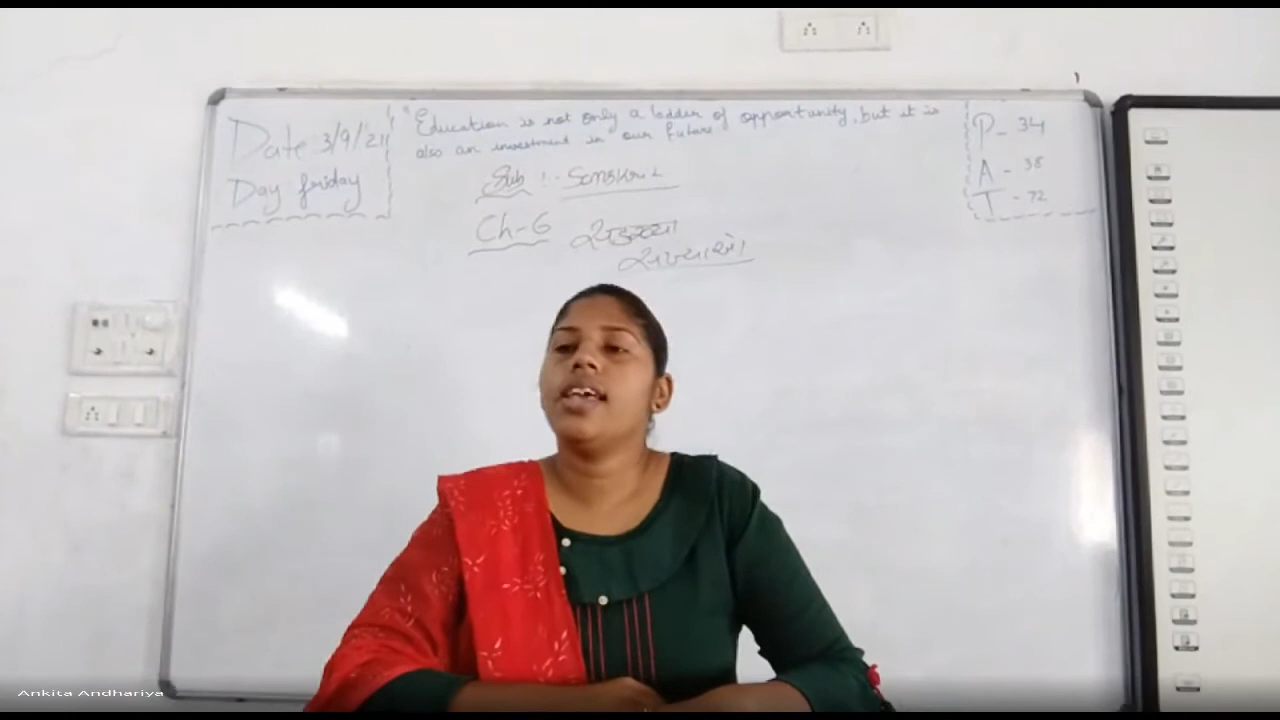 Date 3/9/21
Day friday
"Education is not only a ladder of opportunity, but it is
also an investment in our future
Sub :- Sanskrit
Ch-6
P - 34
A - 38
T - 72
Ankita Andhariya